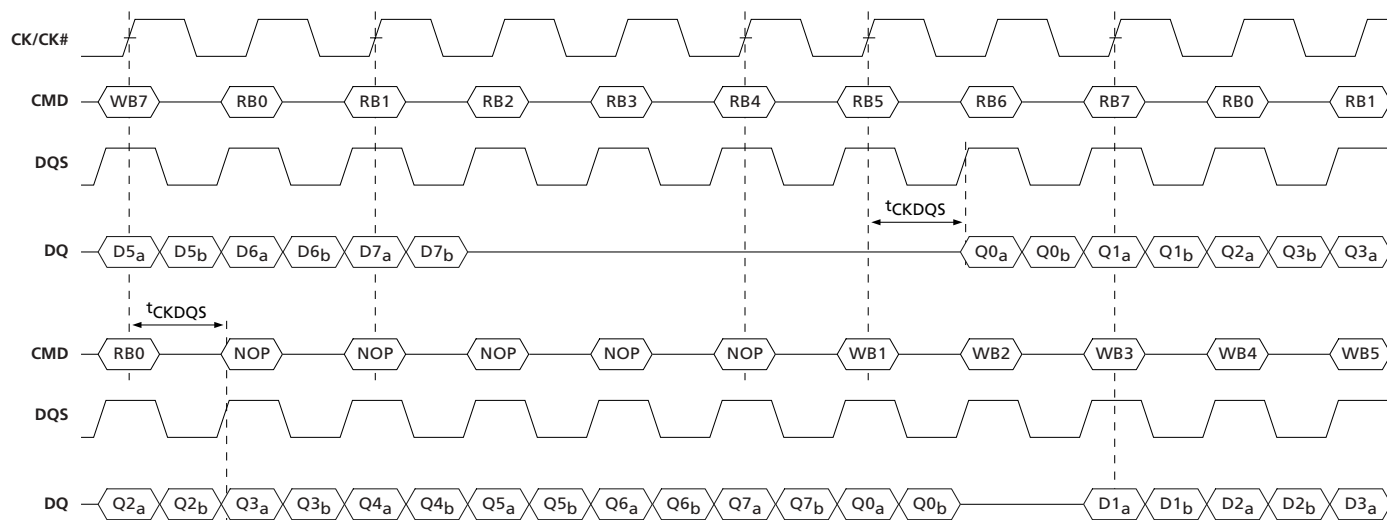 CK/CK#
CMD WB7 RB0 RB1 RB2 RB3 RB4 RB5 RB6 RB7 RB0 RB1
DQS
tCKDQS
DQ D5a D5b D6a D6b D7a D7b Q0a Q0b Q1a Q1b Q2a Q3b Q3a
tCKDQS
CMD RB0 NOP NOP NOP NOP NOP WB1 WB2 WB3 WB4 WB5
DQS
DQ Q2a Q2b Q3a Q3b Q4a Q4b Q5a Q5b Q6a Q6b Q7a Q7b Q0a Q0b D1a D1b D2a D2b D3a